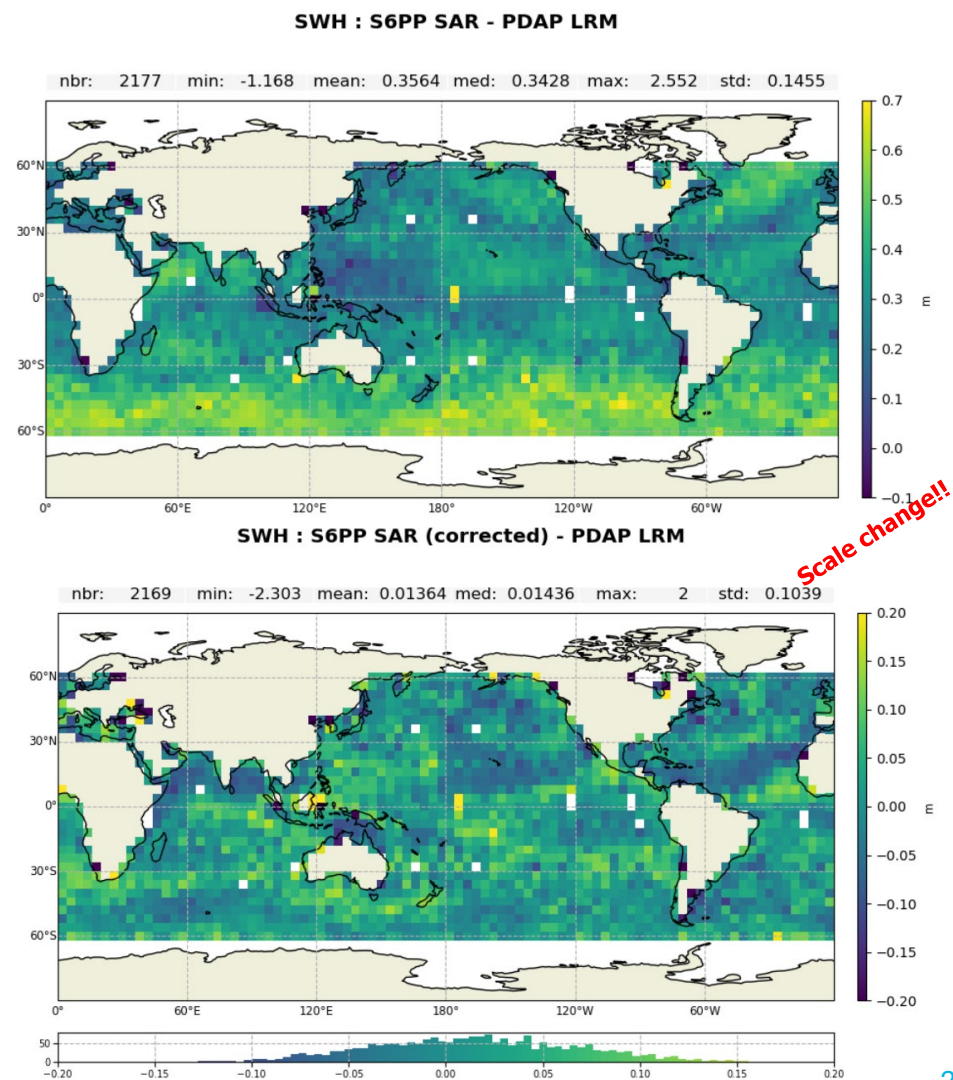 SWH : S6PP SAR - PDAP LRM
nbr: 2177 min: -1.168 mean: 0.3564 med: 0.3428 max: 2.552 std: 0.1455
0.7
60°N
0.6
0.5
30°N
0.4
0°
0.3
m
0.2
30°S
0.1
60°S
0.0
−0.1
0° 60°E 120°E 180° 120°W 60°W
Scale change!!
SWH : S6PP SAR (corrected) - PDAP LRM
nbr: 2169 min: -2.303 mean: 0.01364 med: 0.01436 max: 2 std: 0.1039
0.20
60°N
0.15
0.10
30°N
0.05
0°
0.00
m
−0.05
30°S
−0.10
60°S
−0.15
−0.20
0° 60°E 120°E 180° 120°W 60°W
50
0
−0.20 −0.15 −0.10 −0.05 0.00 0.05 0.10 0.15 0.20